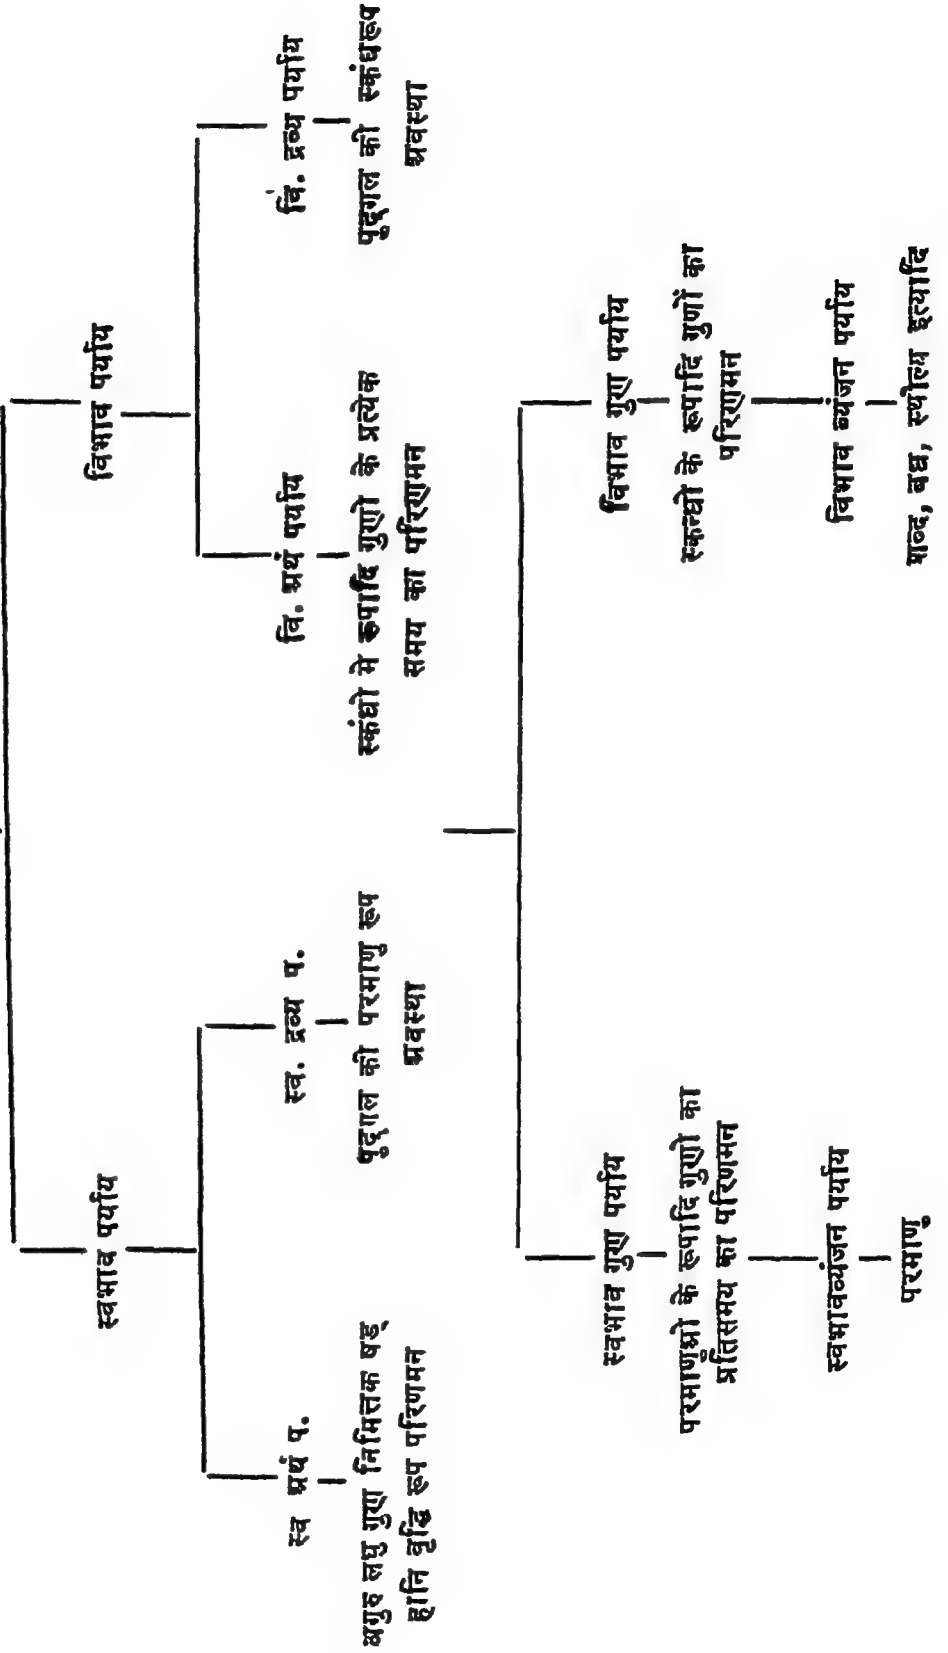 स्वभाव पर्याय
विभाव पर्याय
स्व अर्थ प.
स्व. द्रव्य प.
वि. अर्थ पर्याय
वि. द्रव्य पर्याय
अगुरु लघु गुण निमित्तक षड्
हानि वृद्धि रूप परिणमन
पुद्गल की परमाणु रूप
अवस्था
स्कंधो से रूपादि गुणो के प्रत्येक
समय का परिणमन
पुद्गल की स्कंधरूप
अवस्था
स्वभाव गुण पर्याय
विभाव गुण पर्याय
परमाणुओ के रूपादि गुणो का
प्रतिसमय का परिणमन
स्कन्धो के रूपादि गुणों का
परिणमन
स्वभावव्यंजन पर्याय
विभाव व्यंजन पर्याय
परमाणुं
शब्द, बन्ध, स्थूल्य इत्यादि